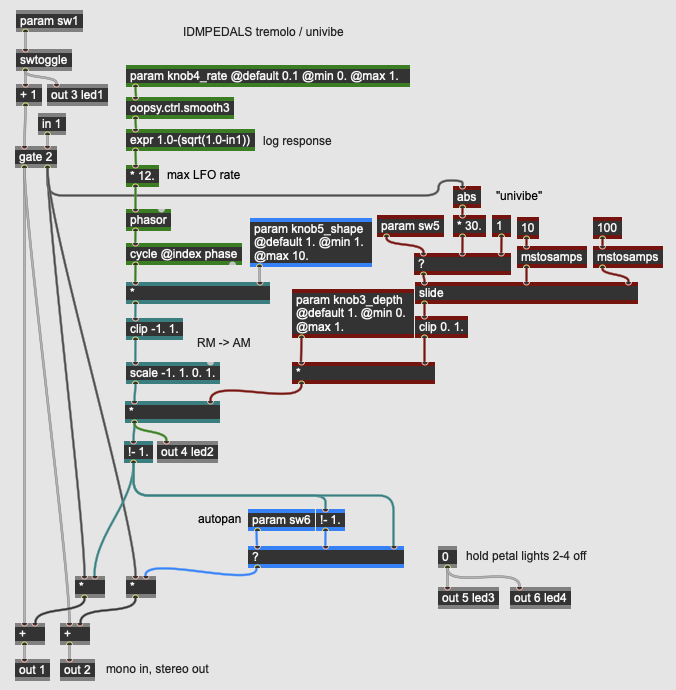 param sw1
IDMPEDALS tremolo / univibe
swtoggle
param knob4_rate @default 0.1 @min 0. @max 1.
+ 1
out 3 led1
oopsy.ctrl.smooth3
in 1
expr 1.0-(sqrt(1.0-in1))
log response
gate 2
* 12.
max LFO rate
abs
"univibe"
phasor
param knob5_shape
@default 1. @min 1.
@max 10.
param sw5
* 30.
1
10
100
cycle @index phase
?
mstosamps
mstosamps
*
slide
param knob3_depth
@default 1. @min 0.
@max 1.
clip -1. 1.
clip 0. 1.
RM -> AM
scale -1. 1. 0. 1.
*
*
!- 1.
out 4 led2
autopan
param sw6
!- 1.
?
0
hold petal lights 2-4 off
*
*
out 5 led3
out 6 led4
+
+
out 1
out 2
mono in, stereo out